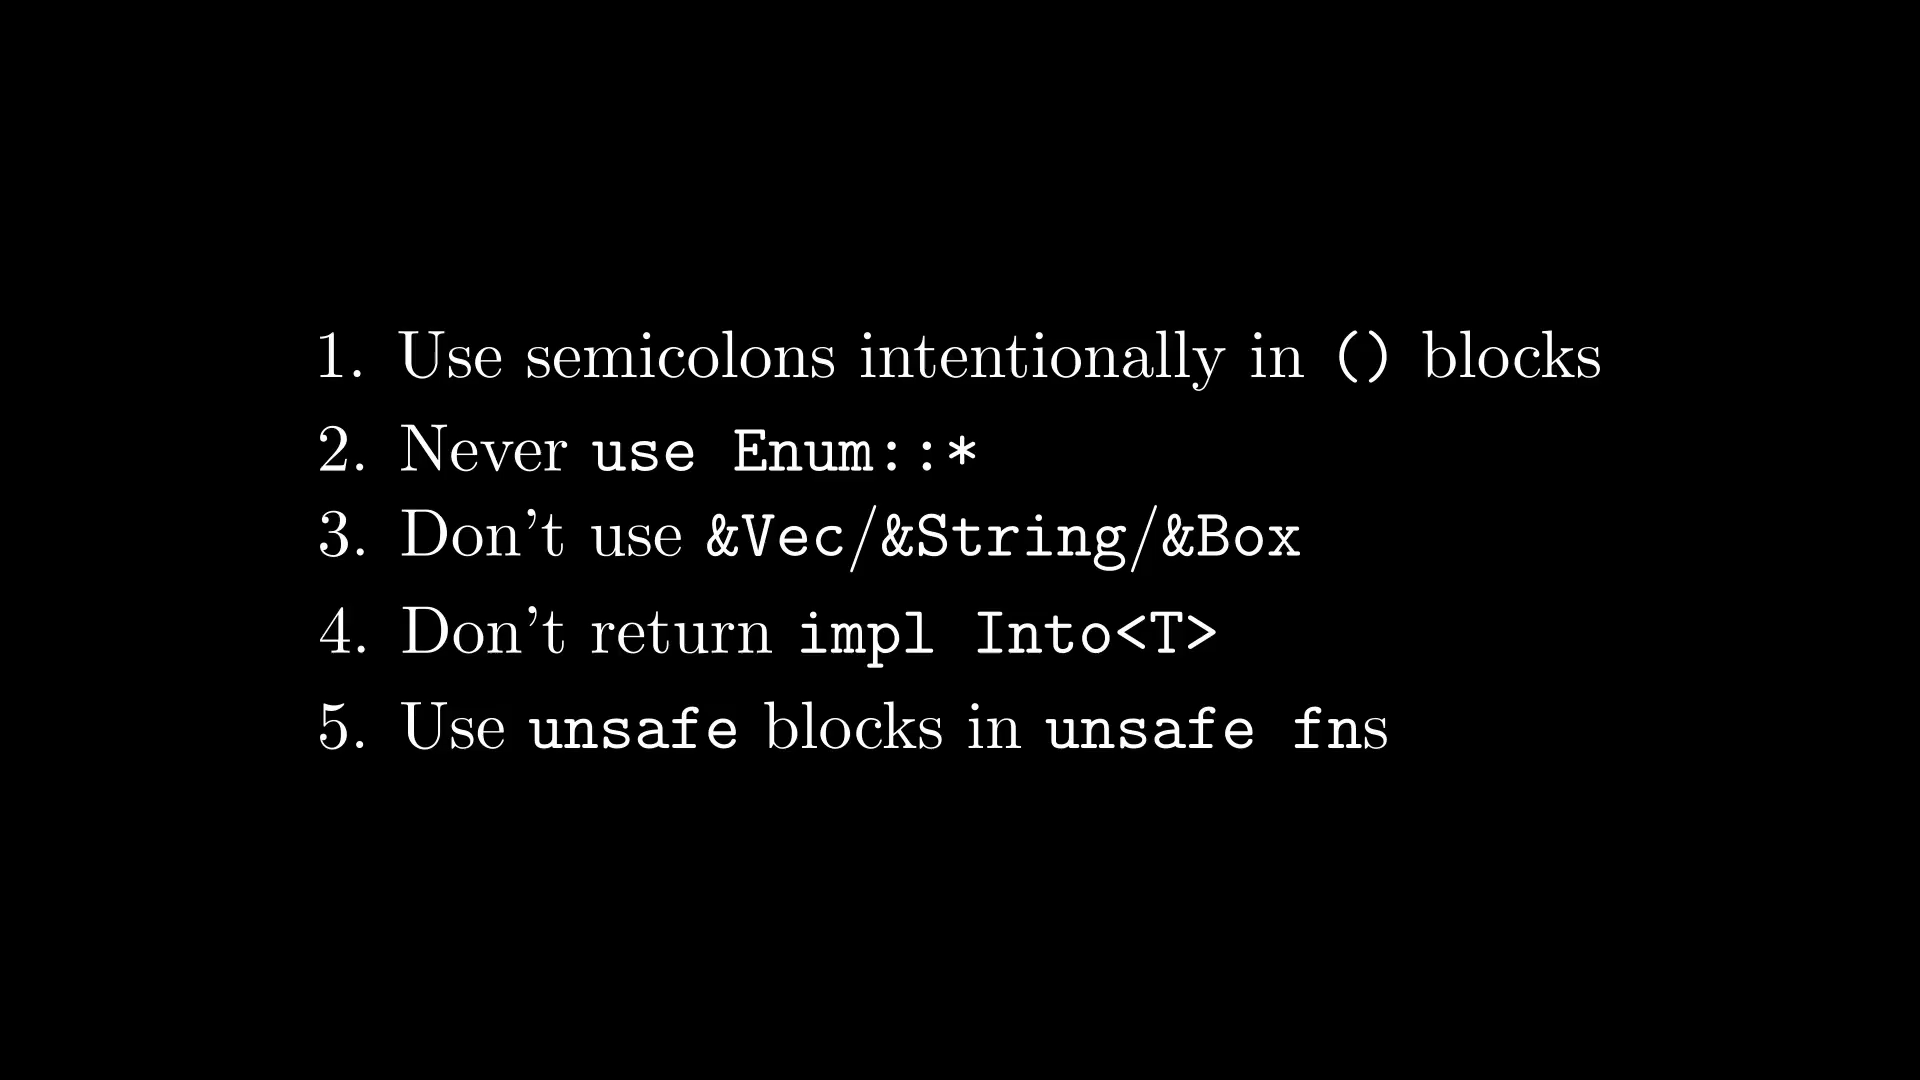 1. Use semicolons intentionally in () blocks
2. Never use Enum::*
3. Don't use &Vec/&String/&Box
4. Don't return impl Into<T>
5. Use unsafe blocks in unsafe fns